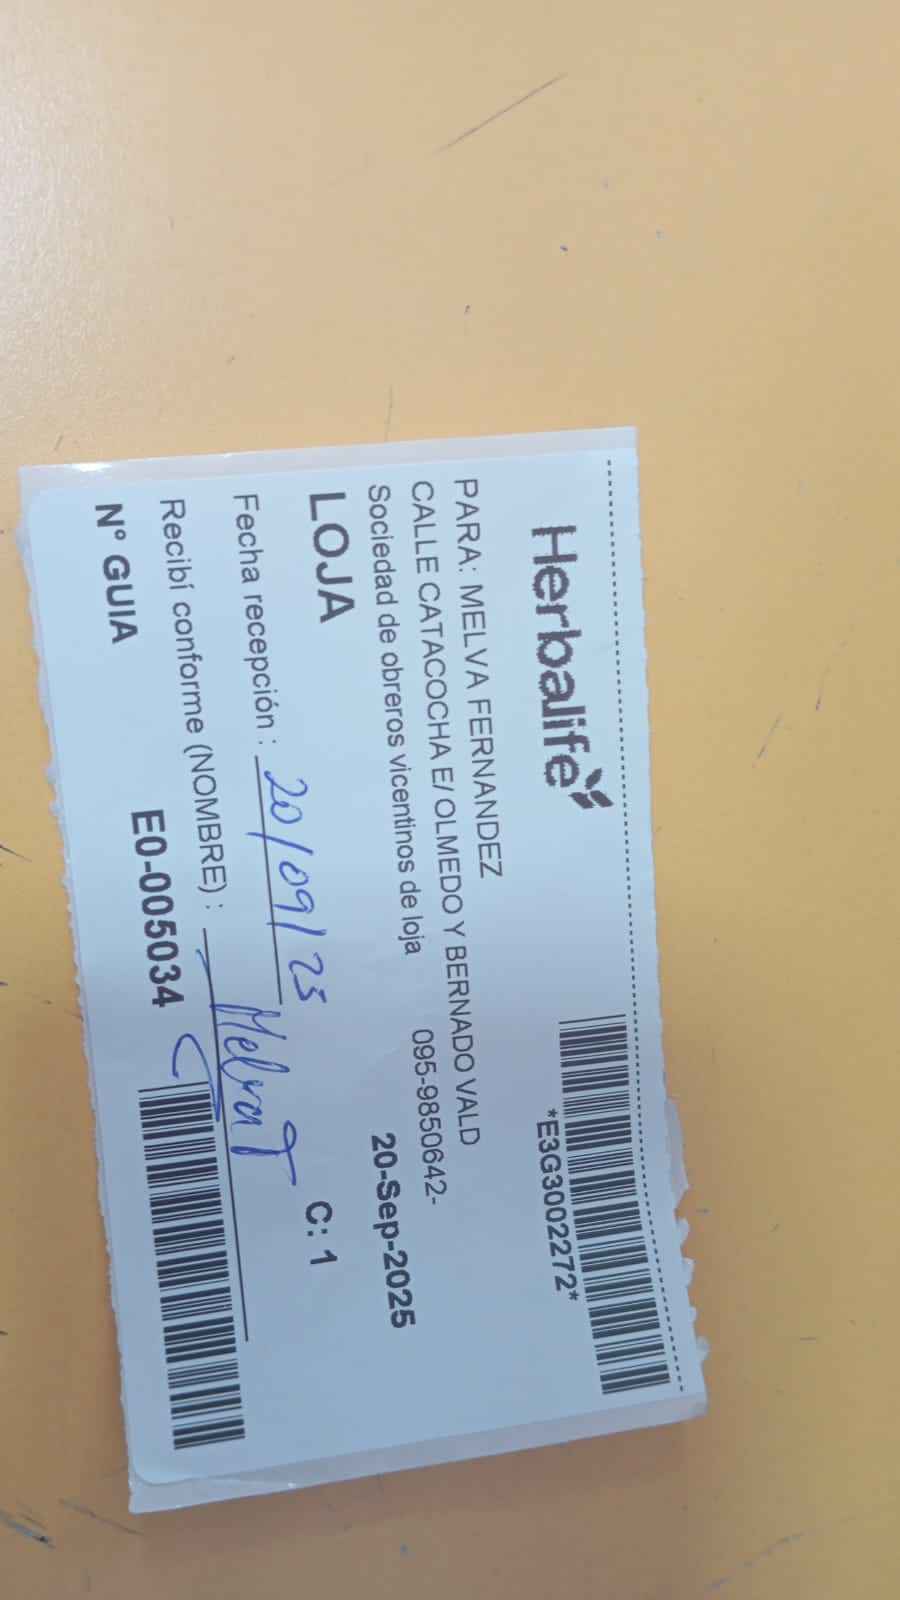 Herbalife
*E3G3002272*
PARA: MELVA FERNANDEZ
CALLE CATACOCHA E/ OLMEDO Y BERNADO VALD
Sociedad de obreros vicentinos de loja 095-9850642-
LOJA 20-Sep-2025
Fecha recepción : 20/09/25 C: 1
Recibí conforme (NOMBRE) : Melva
N° GUIA E0-005034